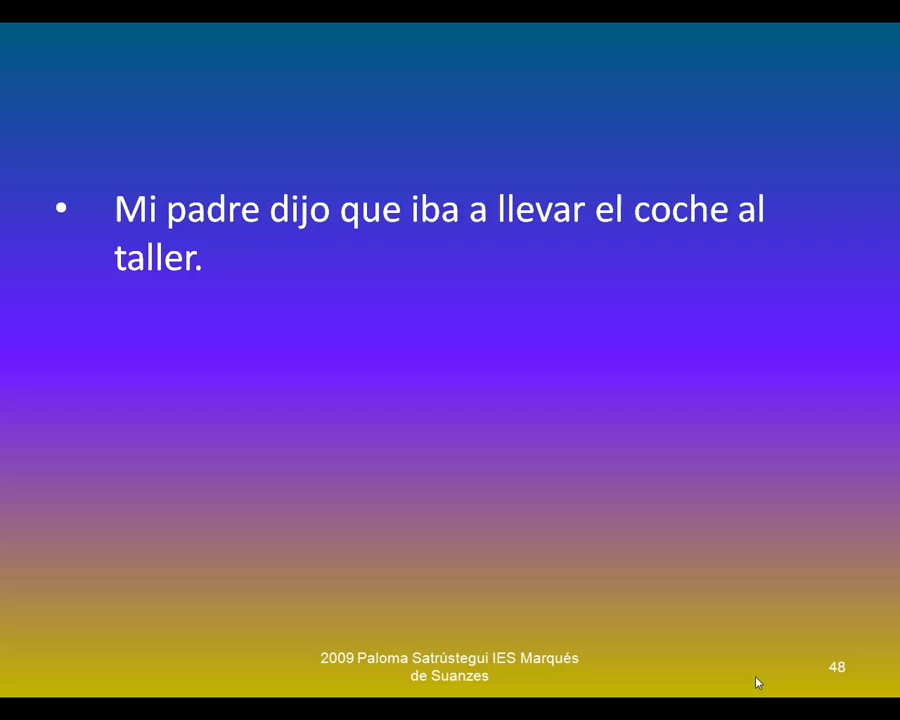 • Mi padre dijo que iba a llevar el coche al
taller.
2009 Paloma Satrústegui IES Marqués
de Suanzes
48